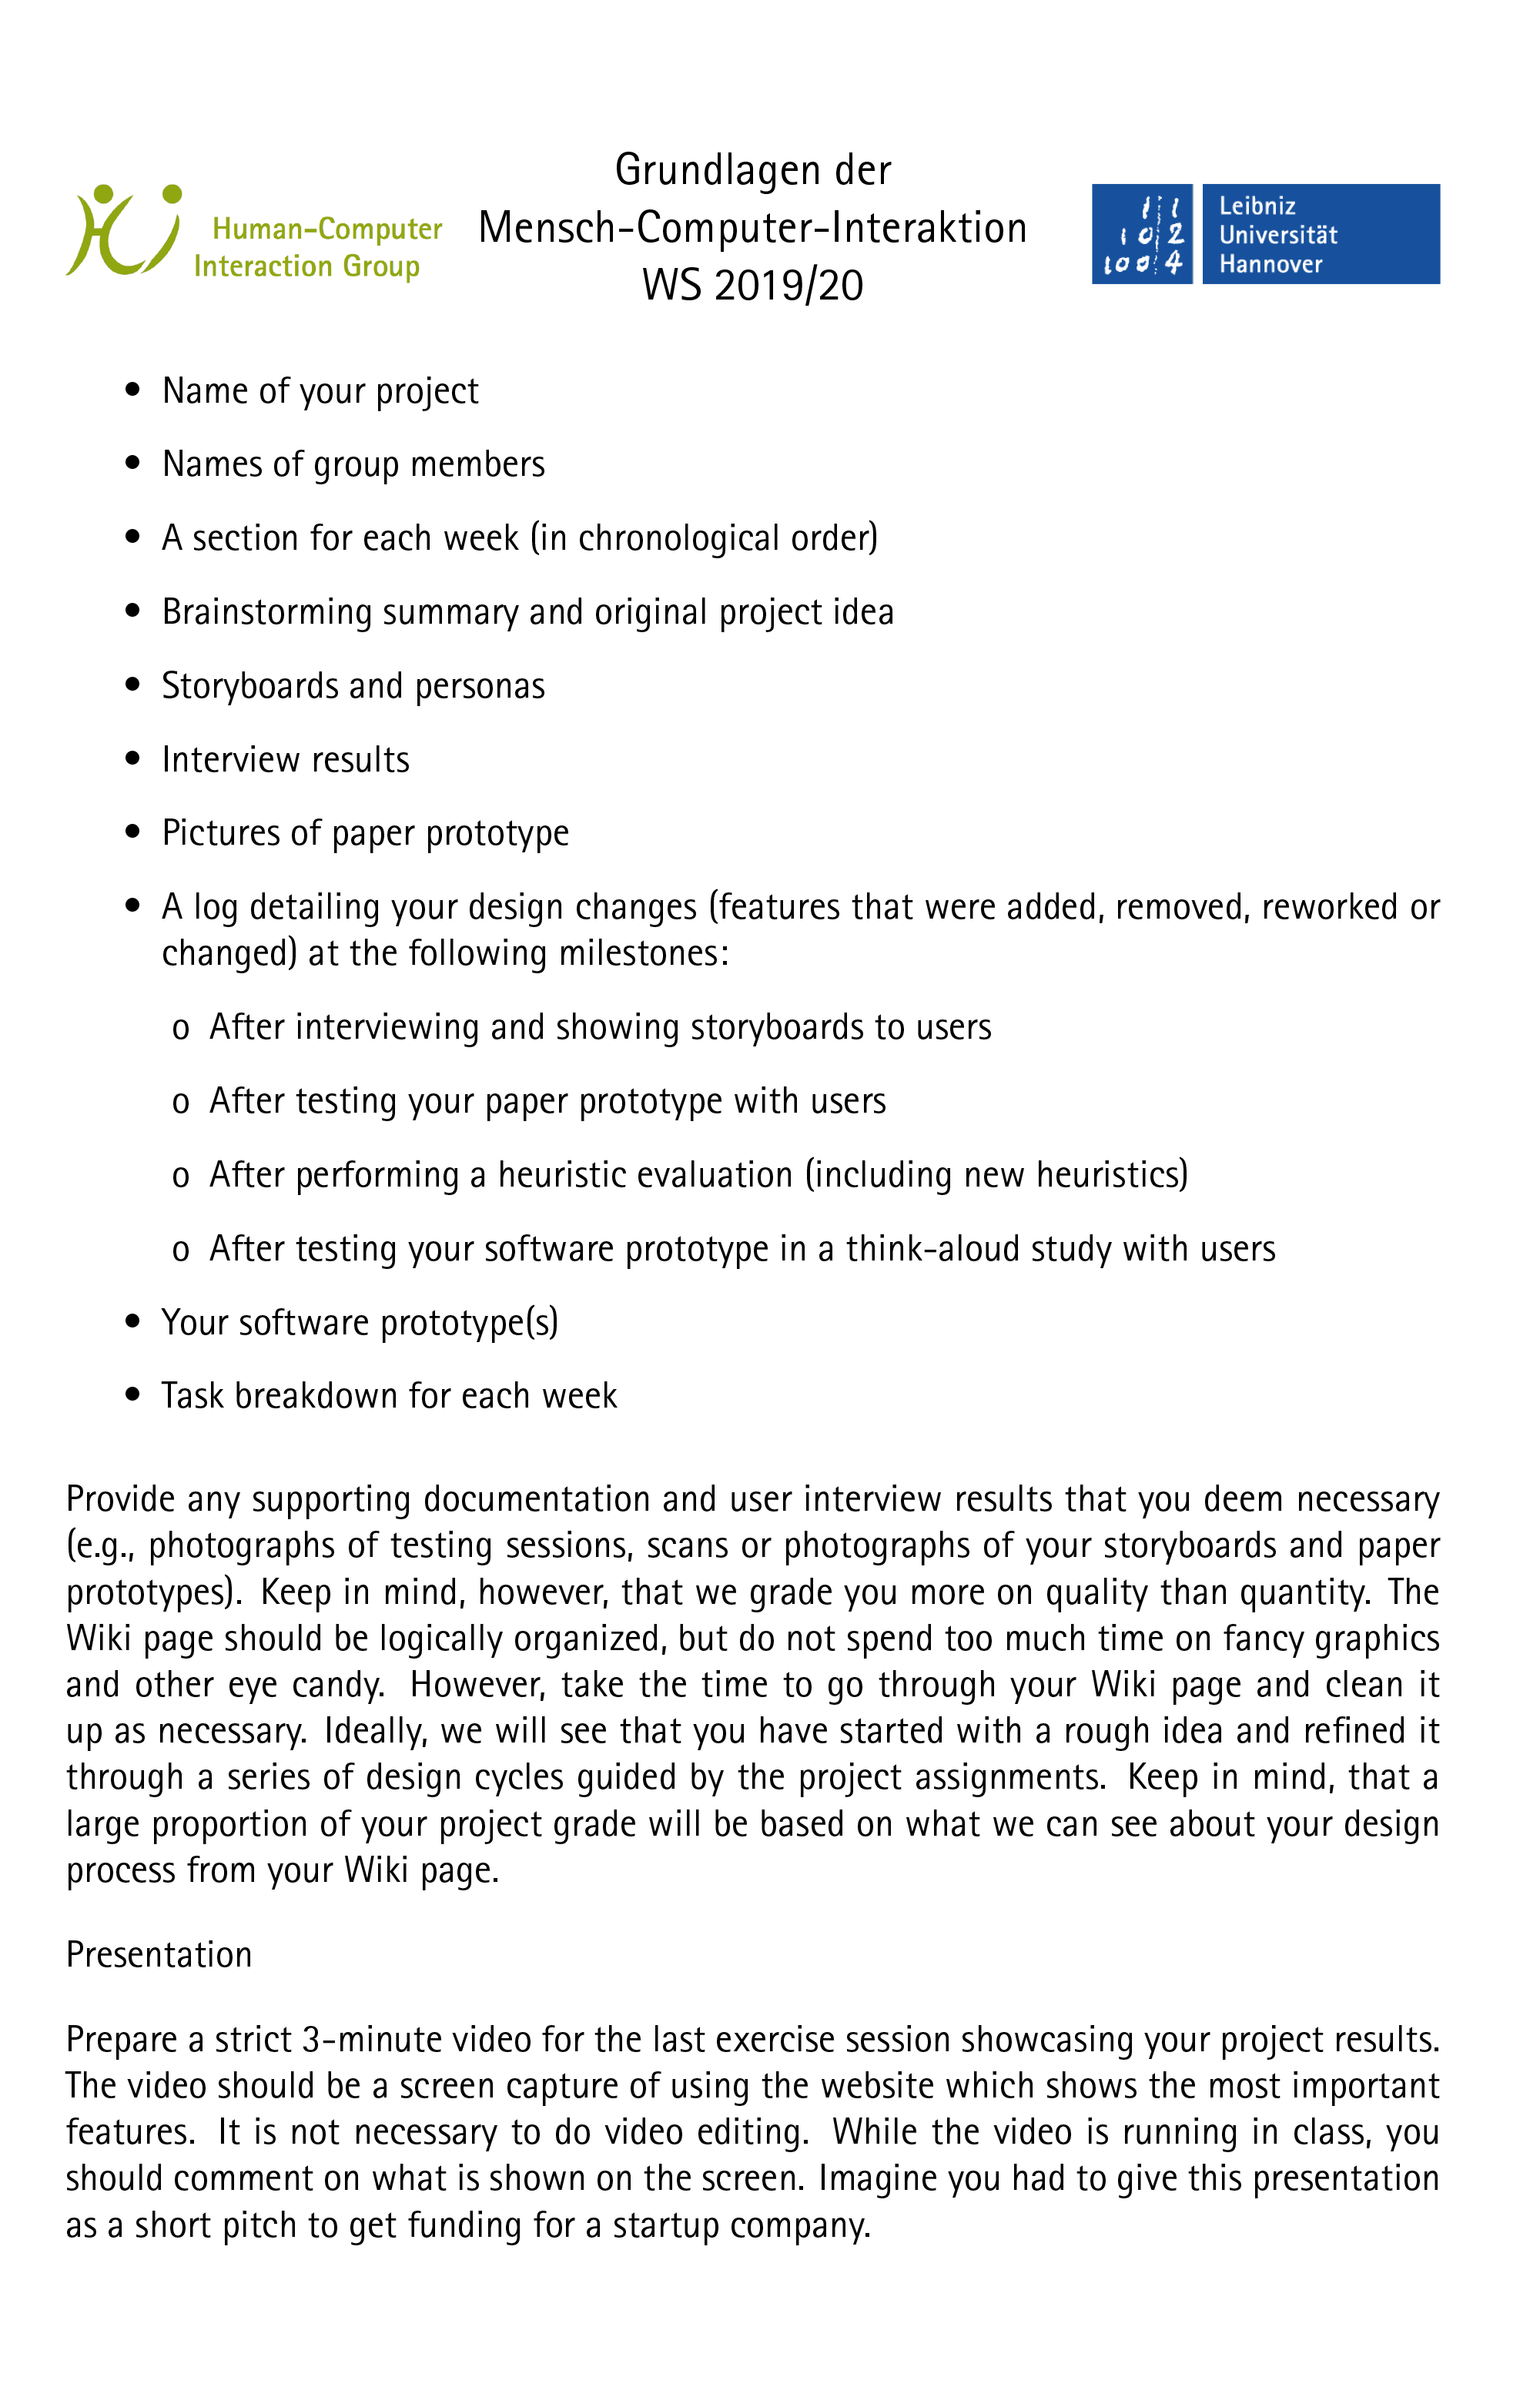 Grundlagen der
Mensch-Computer-Interaktion
WS 2019/20
Human-Computer
Interaction Group
1 1
1 0 2
1 0 0 4
Leibniz
Universität
Hannover
• Name of your project
• Names of group members
• A section for each week (in chronological order)
• Brainstorming summary and original project idea
• Storyboards and personas
• Interview results
• Pictures of paper prototype
• A log detailing your design changes (features that were added, removed, reworked or
changed) at the following milestones:
o After interviewing and showing storyboards to users
o After testing your paper prototype with users
o After performing a heuristic evaluation (including new heuristics)
o After testing your software prototype in a think-aloud study with users
• Your software prototype(s)
• Task breakdown for each week
Provide any supporting documentation and user interview results that you deem necessary
(e.g., photographs of testing sessions, scans or photographs of your storyboards and paper
prototypes). Keep in mind, however, that we grade you more on quality than quantity. The
Wiki page should be logically organized, but do not spend too much time on fancy graphics
and other eye candy. However, take the time to go through your Wiki page and clean it
up as necessary. Ideally, we will see that you have started with a rough idea and refined it
through a series of design cycles guided by the project assignments. Keep in mind, that a
large proportion of your project grade will be based on what we can see about your design
process from your Wiki page.
Presentation
Prepare a strict 3-minute video for the last exercise session showcasing your project results.
The video should be a screen capture of using the website which shows the most important
features. It is not necessary to do video editing. While the video is running in class, you
should comment on what is shown on the screen. Imagine you had to give this presentation
as a short pitch to get funding for a startup company.